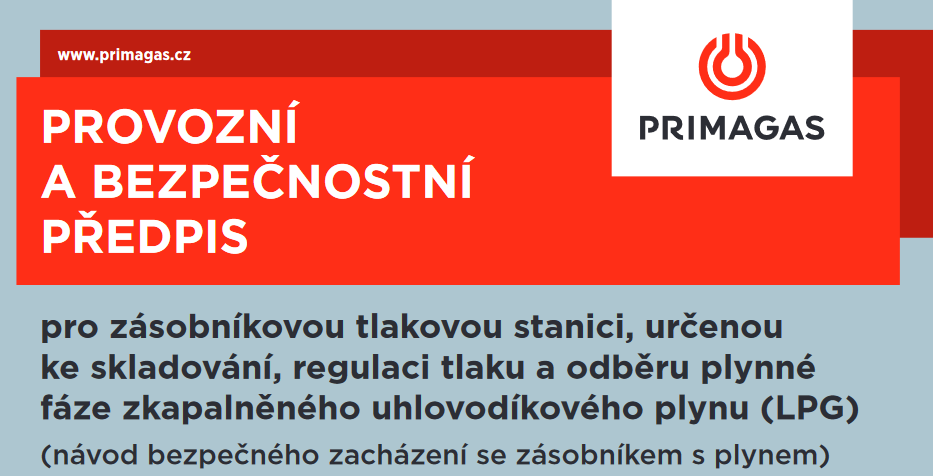 www.primagas.cz
PRIMAGAS
PROVOZNÍ
A BEZPEČNOSTNÍ
PŘEDPIS
pro zásobníkovou tlakovou stanici, určenou
ke skladování, regulaci tlaku a odběru plynné
fáze zkapalněného uhlovodíkového plynu (LPG)
(návod bezpečného zacházení se zásobníkem s plynem)